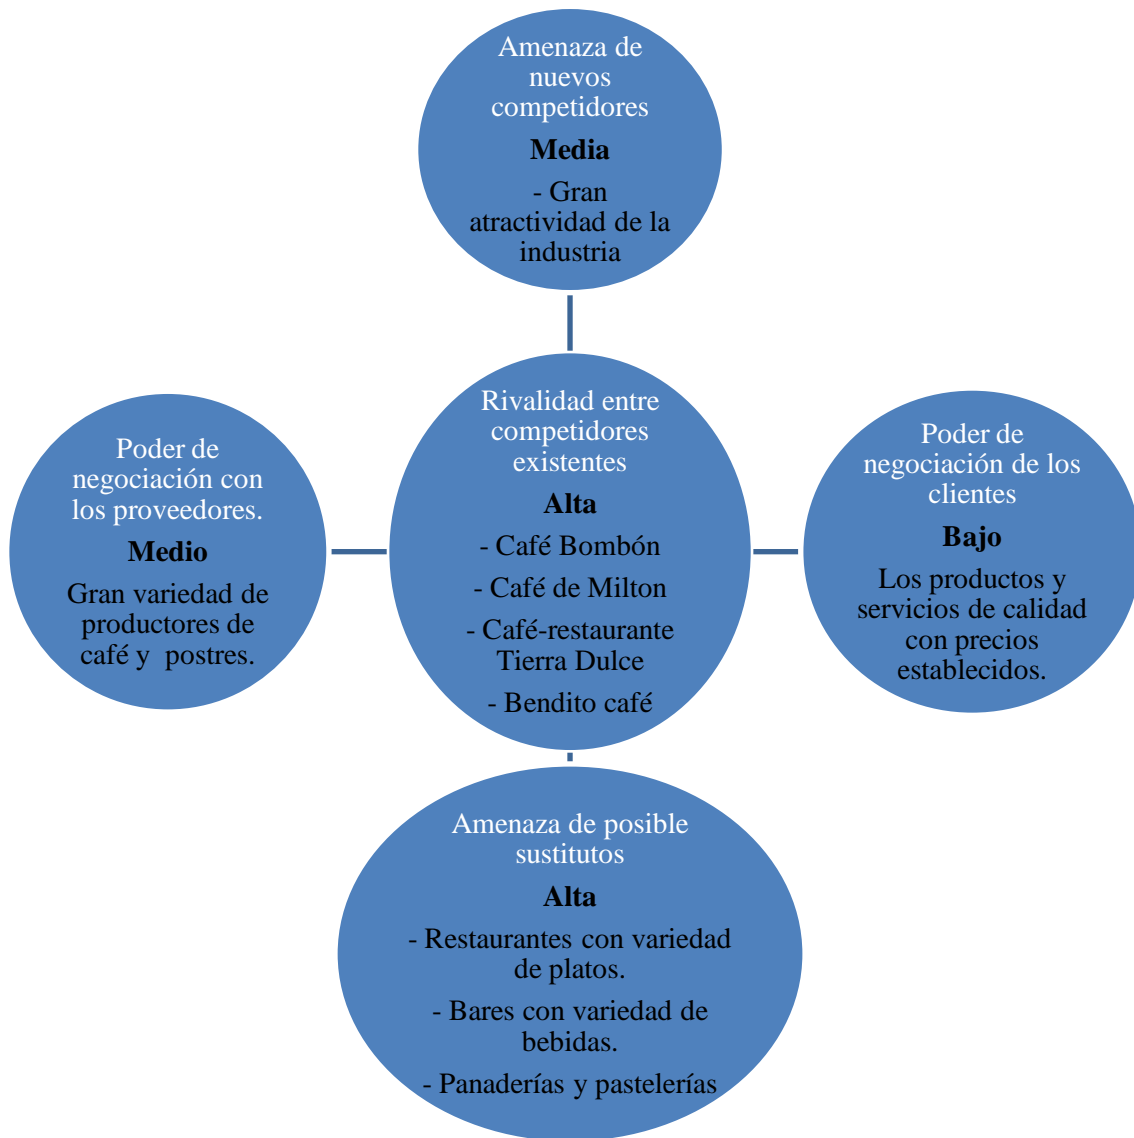 Amenaza de
nuevos
competidores
Media
- Gran
atractividad de la
industria
Poder de
negociación con
los proveedores.
Medio
Gran variedad de
productores de
café y  postres.
Rivalidad entre
competidores
existentes
Alta
- Café Bombón
- Café de Milton
- Café-restaurante
Tierra Dulce
- Bendito café
Poder de
negociación de los
clientes
Bajo
Los productos y
servicios de calidad
con precios
establecidos.
Amenaza de posible
sustitutos
Alta
- Restaurantes con variedad
de platos.
- Bares con variedad de
bebidas.
- Panaderías y pastelerías